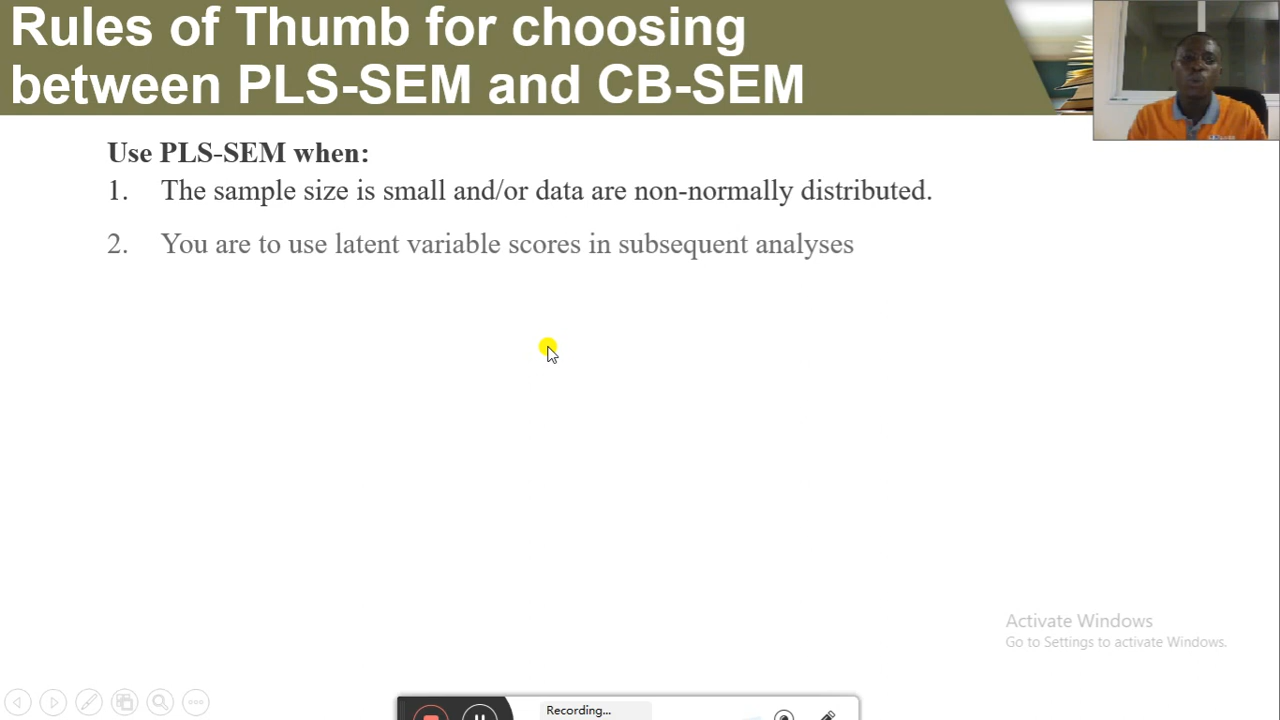 Rules of Thumb for choosing
between PLS-SEM and CB-SEM
Use PLS-SEM when:
1. The sample size is small and/or data are non-normally distributed.
2. You are to use latent variable scores in subsequent analyses
Activate Windows
Go to Settings to activate Windows.
Recording...